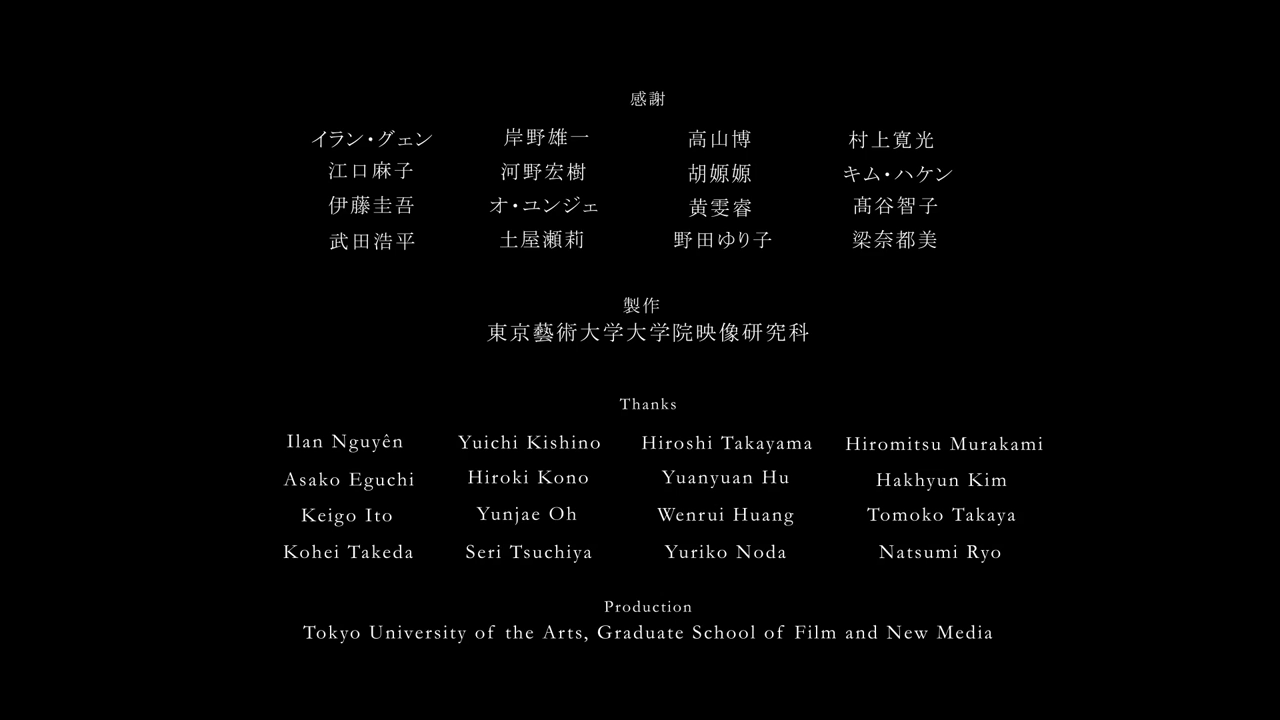 感謝
イラン・グェン 岸野雄一 高山博 村上寛光
江口麻子 河野宏樹 胡嫄嫄 キム・ハケン
伊藤圭吾 オ・ユンジェ 黄雯睿 髙谷智子
武田浩平 土屋瀬莉 野田ゆり子 梁奈都美
製作
東京藝術大学大学院映像研究科
Thanks
Ilan Nguyên Yuichi Kishino Hiroshi Takayama Hiromitsu Murakami
Asako Eguchi Hiroki Kono Yuanyuan Hu Hakhyun Kim
Keigo Ito Yunjae Oh Wenrui Huang Tomoko Takaya
Kohei Takeda Seri Tsuchiya Yuriko Noda Natsumi Ryo
Production
Tokyo University of the Arts, Graduate School of Film and New Media